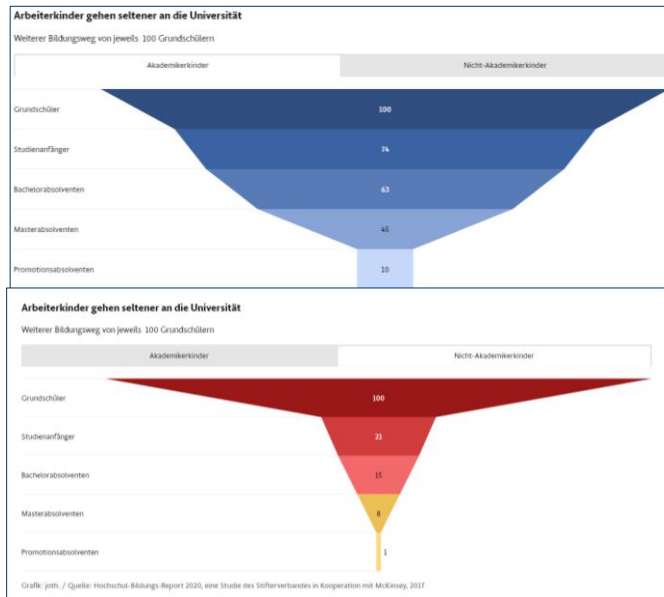 Arbeiterkinder gehen seltener an die Universität
Weiterer Bildungsweg von jeweils 100 Grundschülern
Akademikerkinder
Nicht-Akademikerkinder
Grundschüler
100
Studienanfänger
74
Bachelorabsolventen
63
Masterabsolventen
45
Promotionsabsolventen
10
Arbeiterkinder gehen seltener an die Universität
Weiterer Bildungsweg von jeweils 100 Grundschülern
Akademikerkinder
Nicht-Akademikerkinder
Grundschüler
100
Studienanfänger
21
Bachelorabsolventen
15
Masterabsolventen
8
Promotionsabsolventen
1
Grafik: joth. / Quelle: Hochschul-Bildungs-Report 2020, eine Studie des Stifterverbandes in Kooperation mit McKinsey, 2017